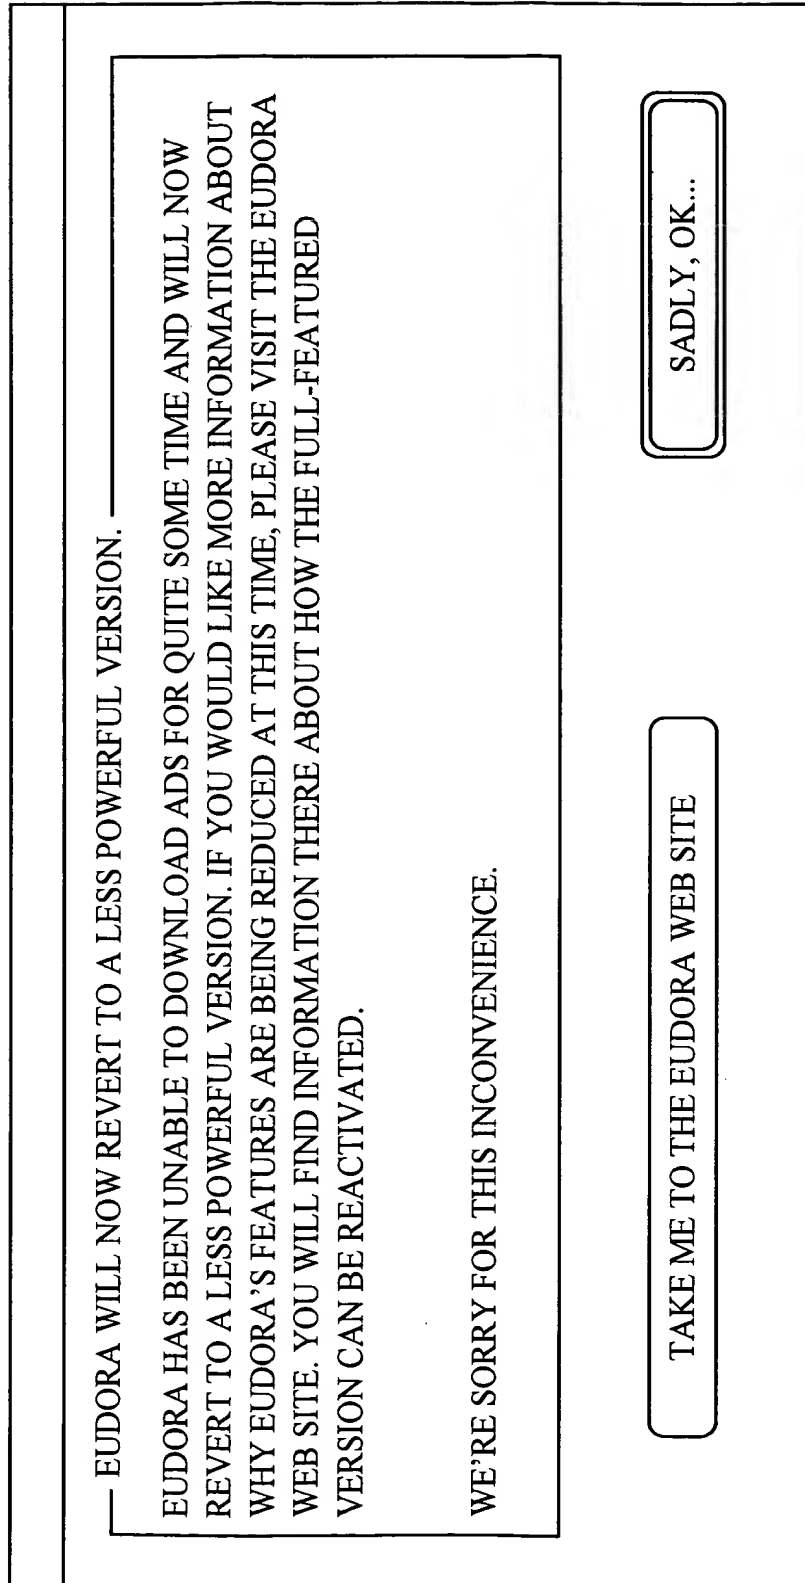 EUDORA WILL NOW REVERT TO A LESS POWERFUL VERSION.
EUDORA HAS BEEN UNABLE TO DOWNLOAD ADS FOR QUITE SOME TIME AND WILL NOW
REVERT TO A LESS POWERFUL VERSION. IF YOU WOULD LIKE MORE INFORMATION ABOUT
WHY EUDORA'S FEATURES ARE BEING REDUCED AT THIS TIME, PLEASE VISIT THE EUDORA
WEB SITE. YOU WILL FIND INFORMATION THERE ABOUT HOW THE FULL-FEATURED
VERSION CAN BE REACTIVATED.
WE'RE SORRY FOR THIS INCONVENIENCE.
TAKE ME TO THE EUDORA WEB SITE
SADLY, OK...